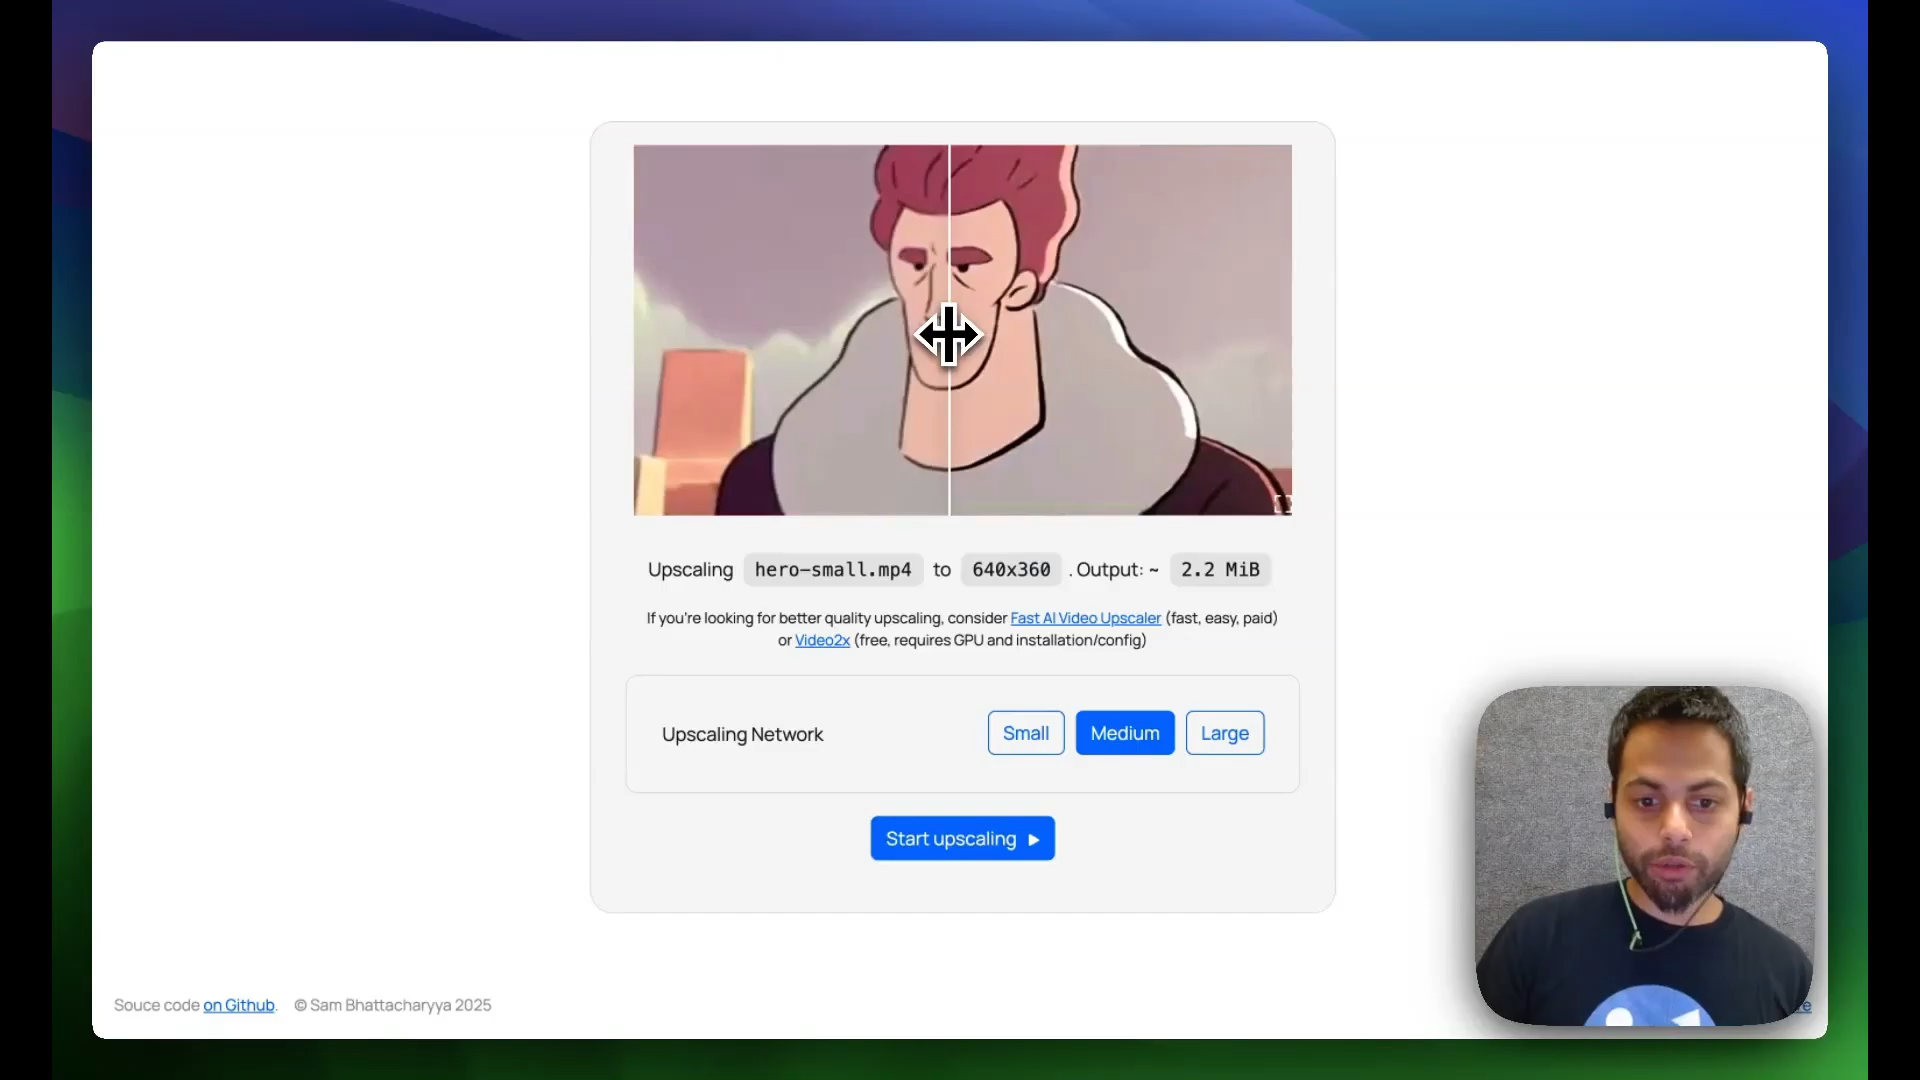 Upscaling hero-small.mp4 to 640x360 . Output: ~ 2.2 MiB
If you're looking for better quality upscaling, consider Fast AI Video Upscaler (fast, easy, paid)
or Video2x (free, requires GPU and installation/config)
Upscaling Network Small Medium Large
Start upscaling
Souce code on Github. © Sam Bhattacharyya 2025